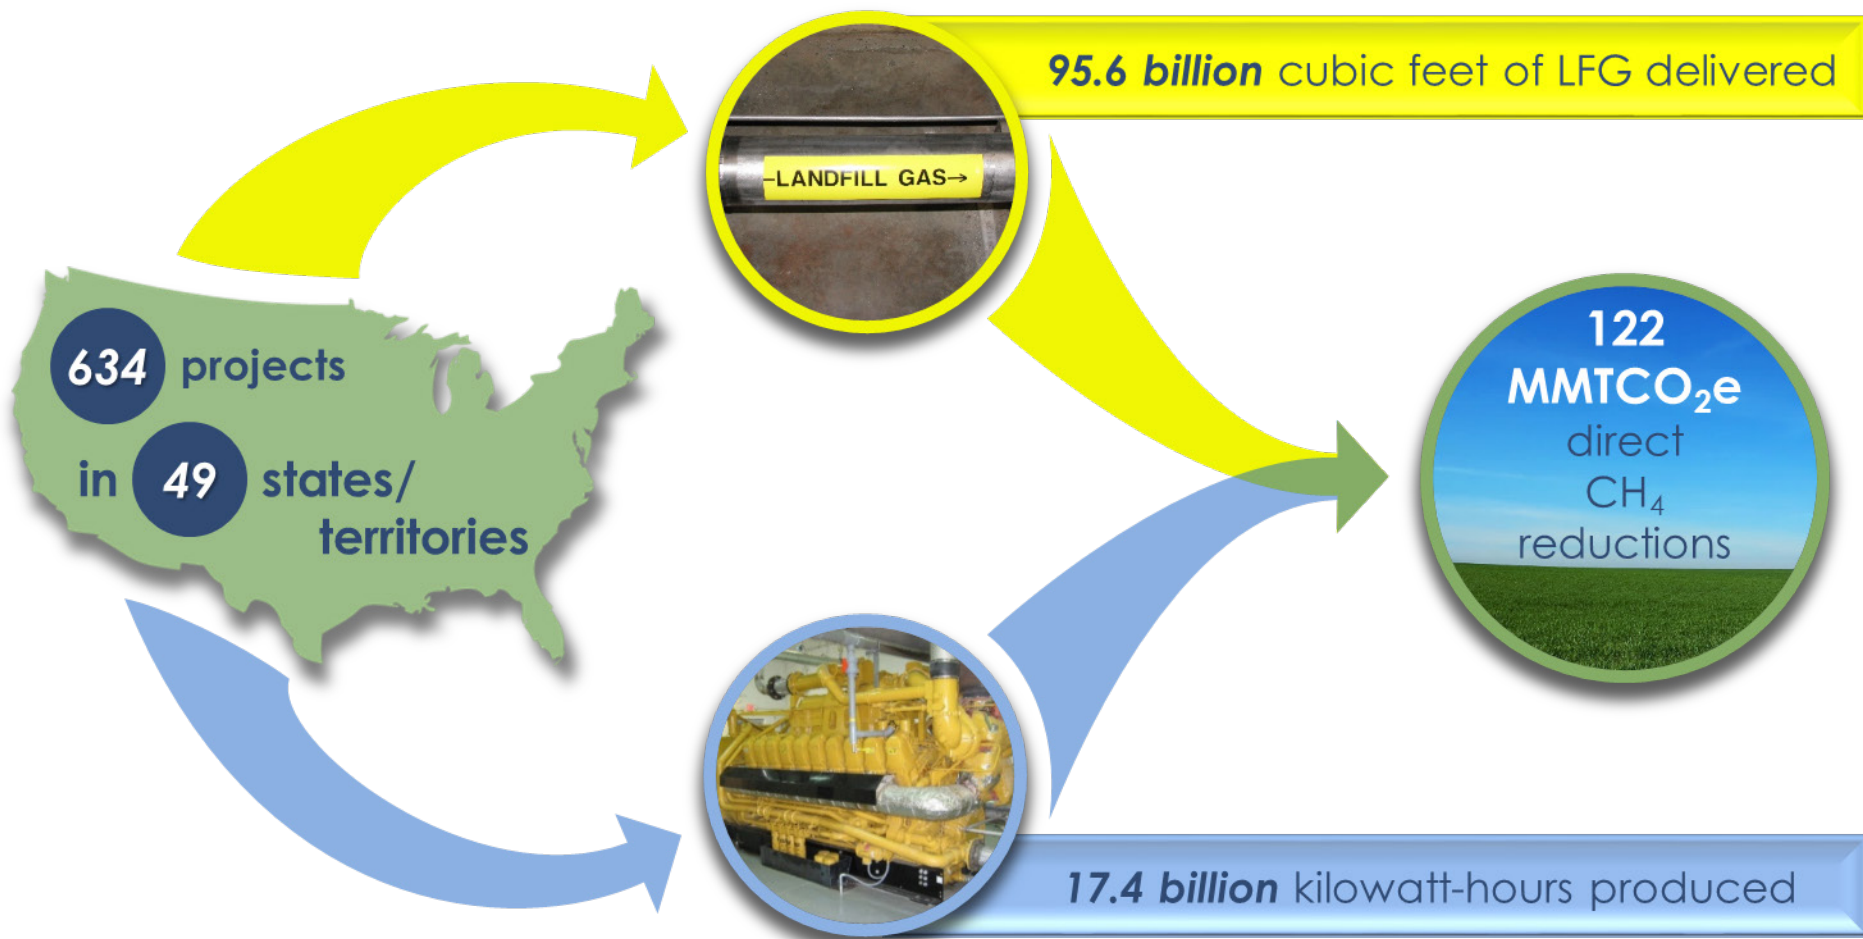 95.6 billion cubic feet of LFG delivered
-LANDFILL GAS→
634 projects
in 49 states/
territories
122
MMTCO₂e
direct
CH₄
reductions
17.4 billion kilowatt-hours produced